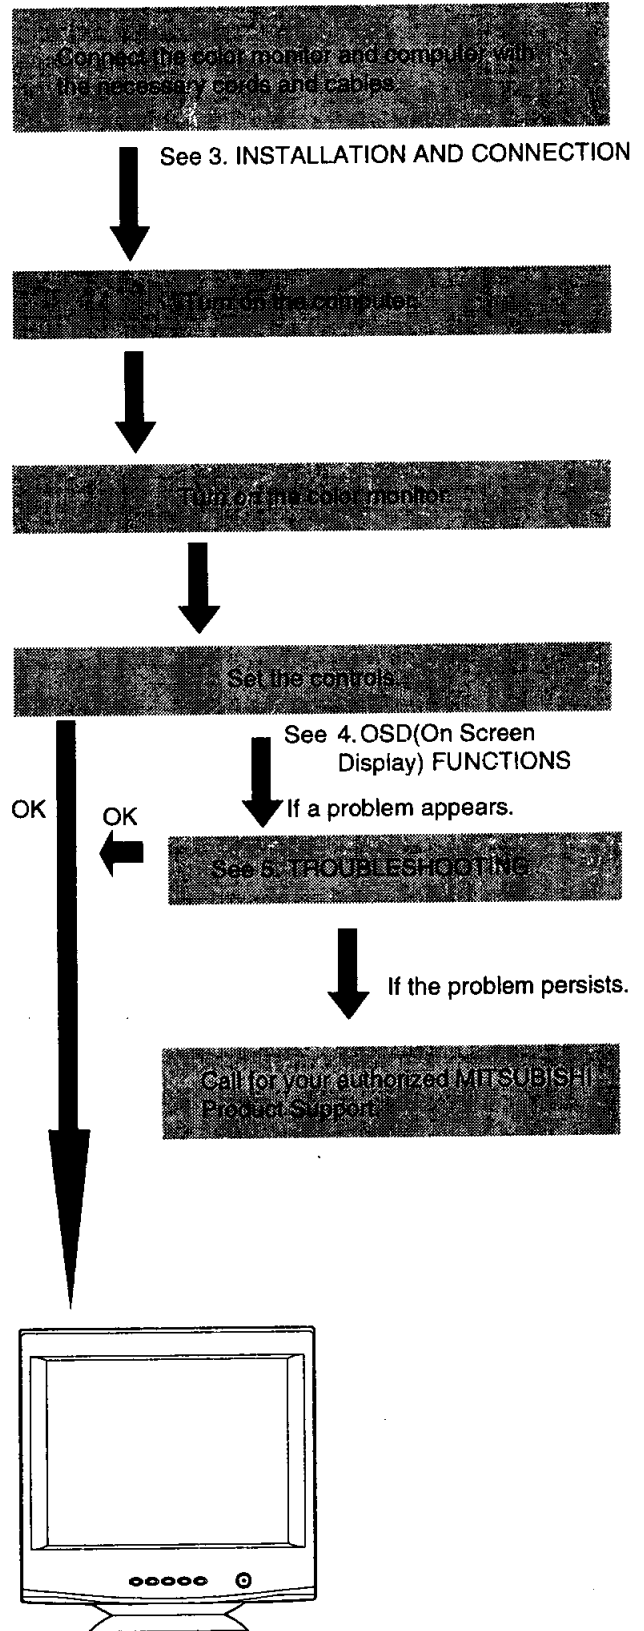 Connect the color monitor and computer with
the necessary cords and cables.
See 3. INSTALLATION AND CONNECTION
Turn on the computer.
Turn on the color monitor.
Set the controls.
See 4.OSD(On Screen
Display) FUNCTIONS
OK
OK
If a problem appears.
See 5. TROUBLESHOOTING
If the problem persists.
Call for your authorized MITSUBISHI
Product Support.